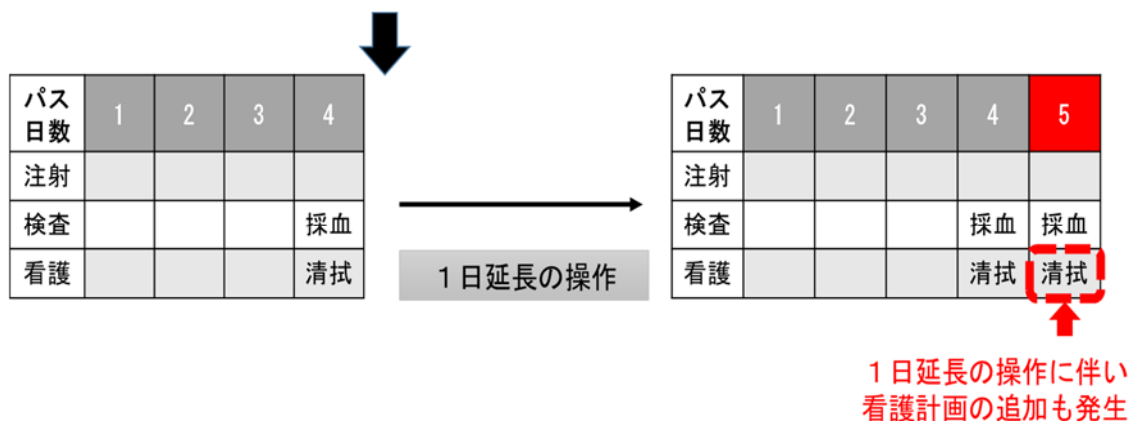 パス
日数 1 2 3 4
注射
検査 採血
看護 清拭
1日延長の操作
パス
日数 1 2 3 4 5
注射
検査 採血 採血
看護 清拭 清拭
1日延長の操作に伴い
看護計画の追加も発生